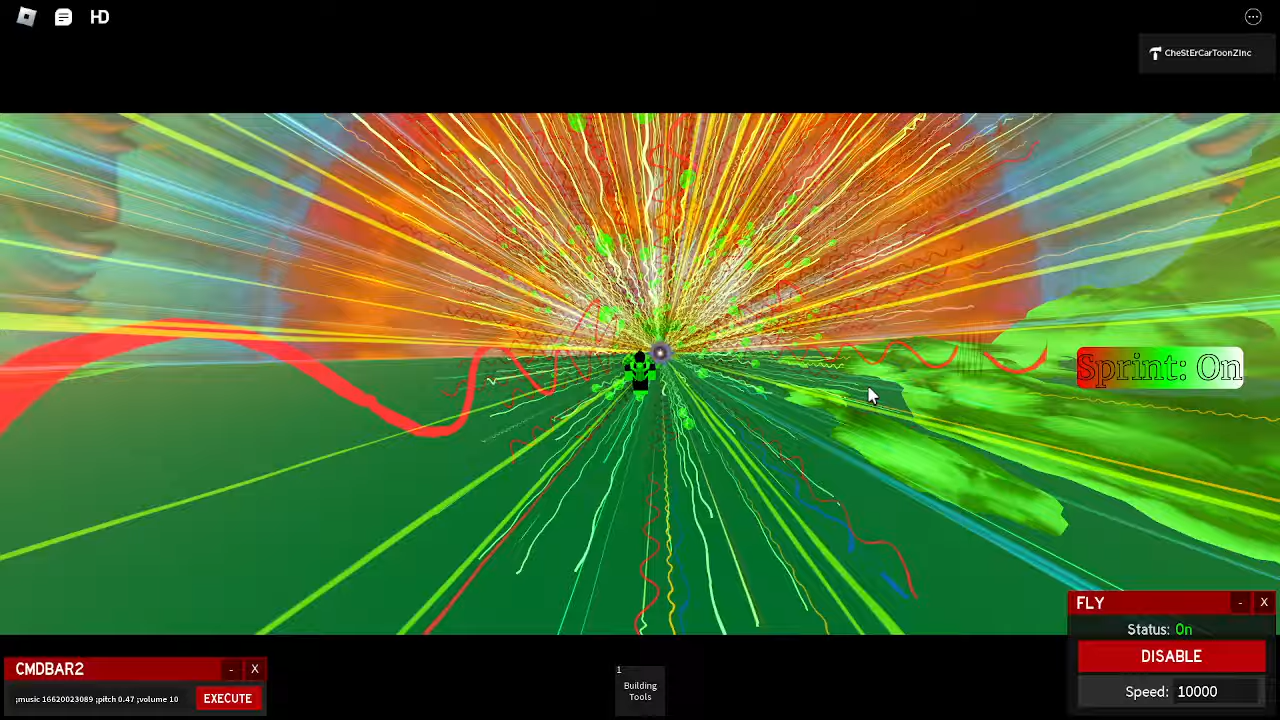 HD
CheStErCarToonZInc
Sprint: On
FLY
-
X
Status: On
DISABLE
Speed: 10000
CMDBAR2
-
X
;music 16620023089 ;pitch 0.47 ;volume 10
EXECUTE
1
Building
Tools